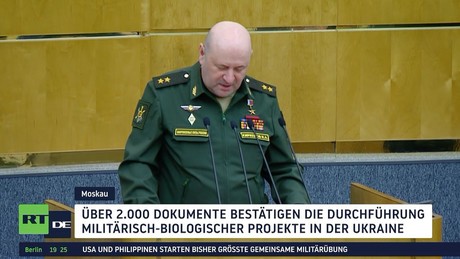 Moskau
RT DE
ÜBER 2.000 DOKUMENTE BESTÄTIGEN DIE DURCHFÜHRUNG
MILITÄRISCH-BIOLOGISCHER PROJEKTE IN DER UKRAINE
Berlin 19 25 USA UND PHILIPPINEN STARTEN BISHER GRÖSSTE GEMEINSAME MILITÄRÜBUNG